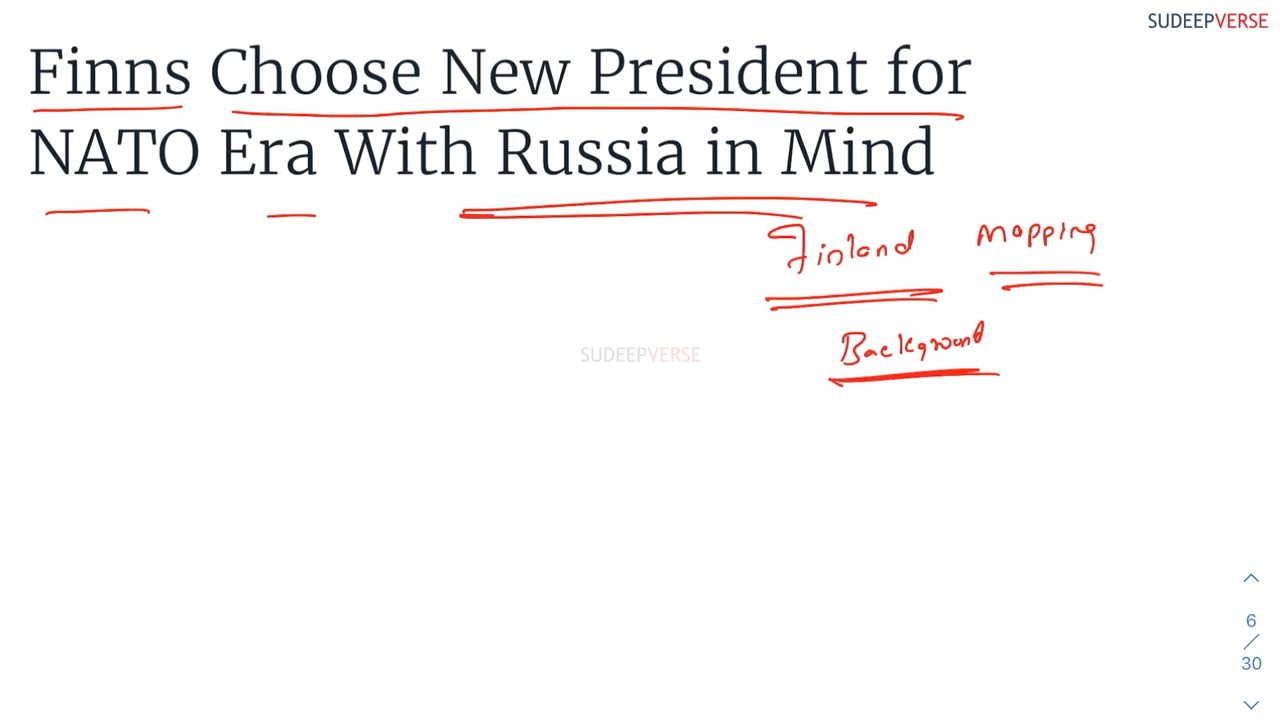 SUDEEPVERSE
Finns Choose New President for
NATO Era With Russia in Mind
Finland
Mapping
Background
SUDEEPVERSE
6
/
30